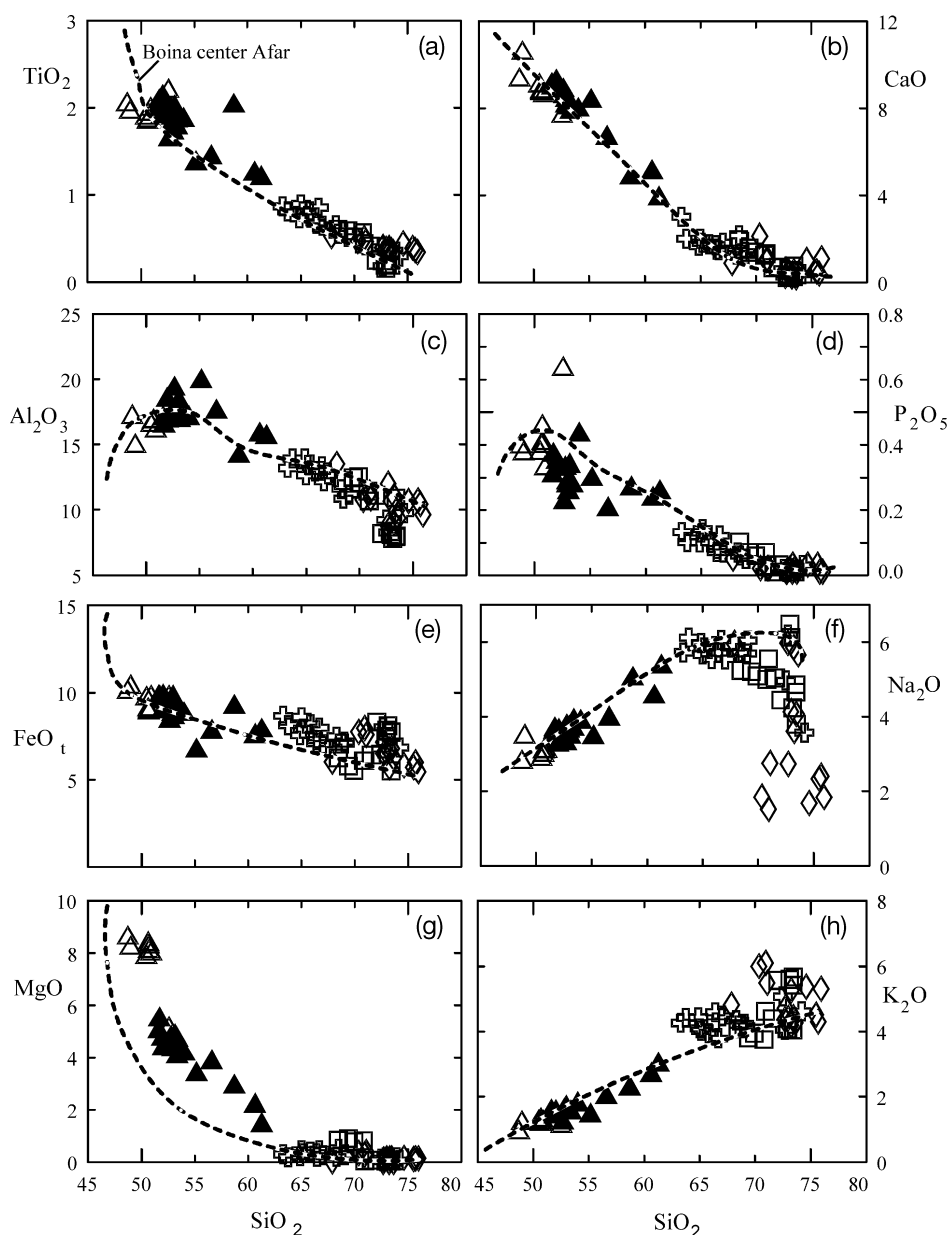 3
(a)
Boina center Afar
TiO2
2
1
0
12
(b)
CaO
8
4
0
25
(c)
20
Al2O3
15
10
5
0.8
(d)
0.6
P2O5
0.4
0.2
0.0
15
(e)
10
FeO t
5
(f)
6
Na2O
4
2
0
10
(g)
8
MgO
6
4
2
0
45 50 55 60 65 70 75 80
SiO2
8
(h)
6
K2O
4
2
0
45 50 55 60 65 70 75 80
SiO2